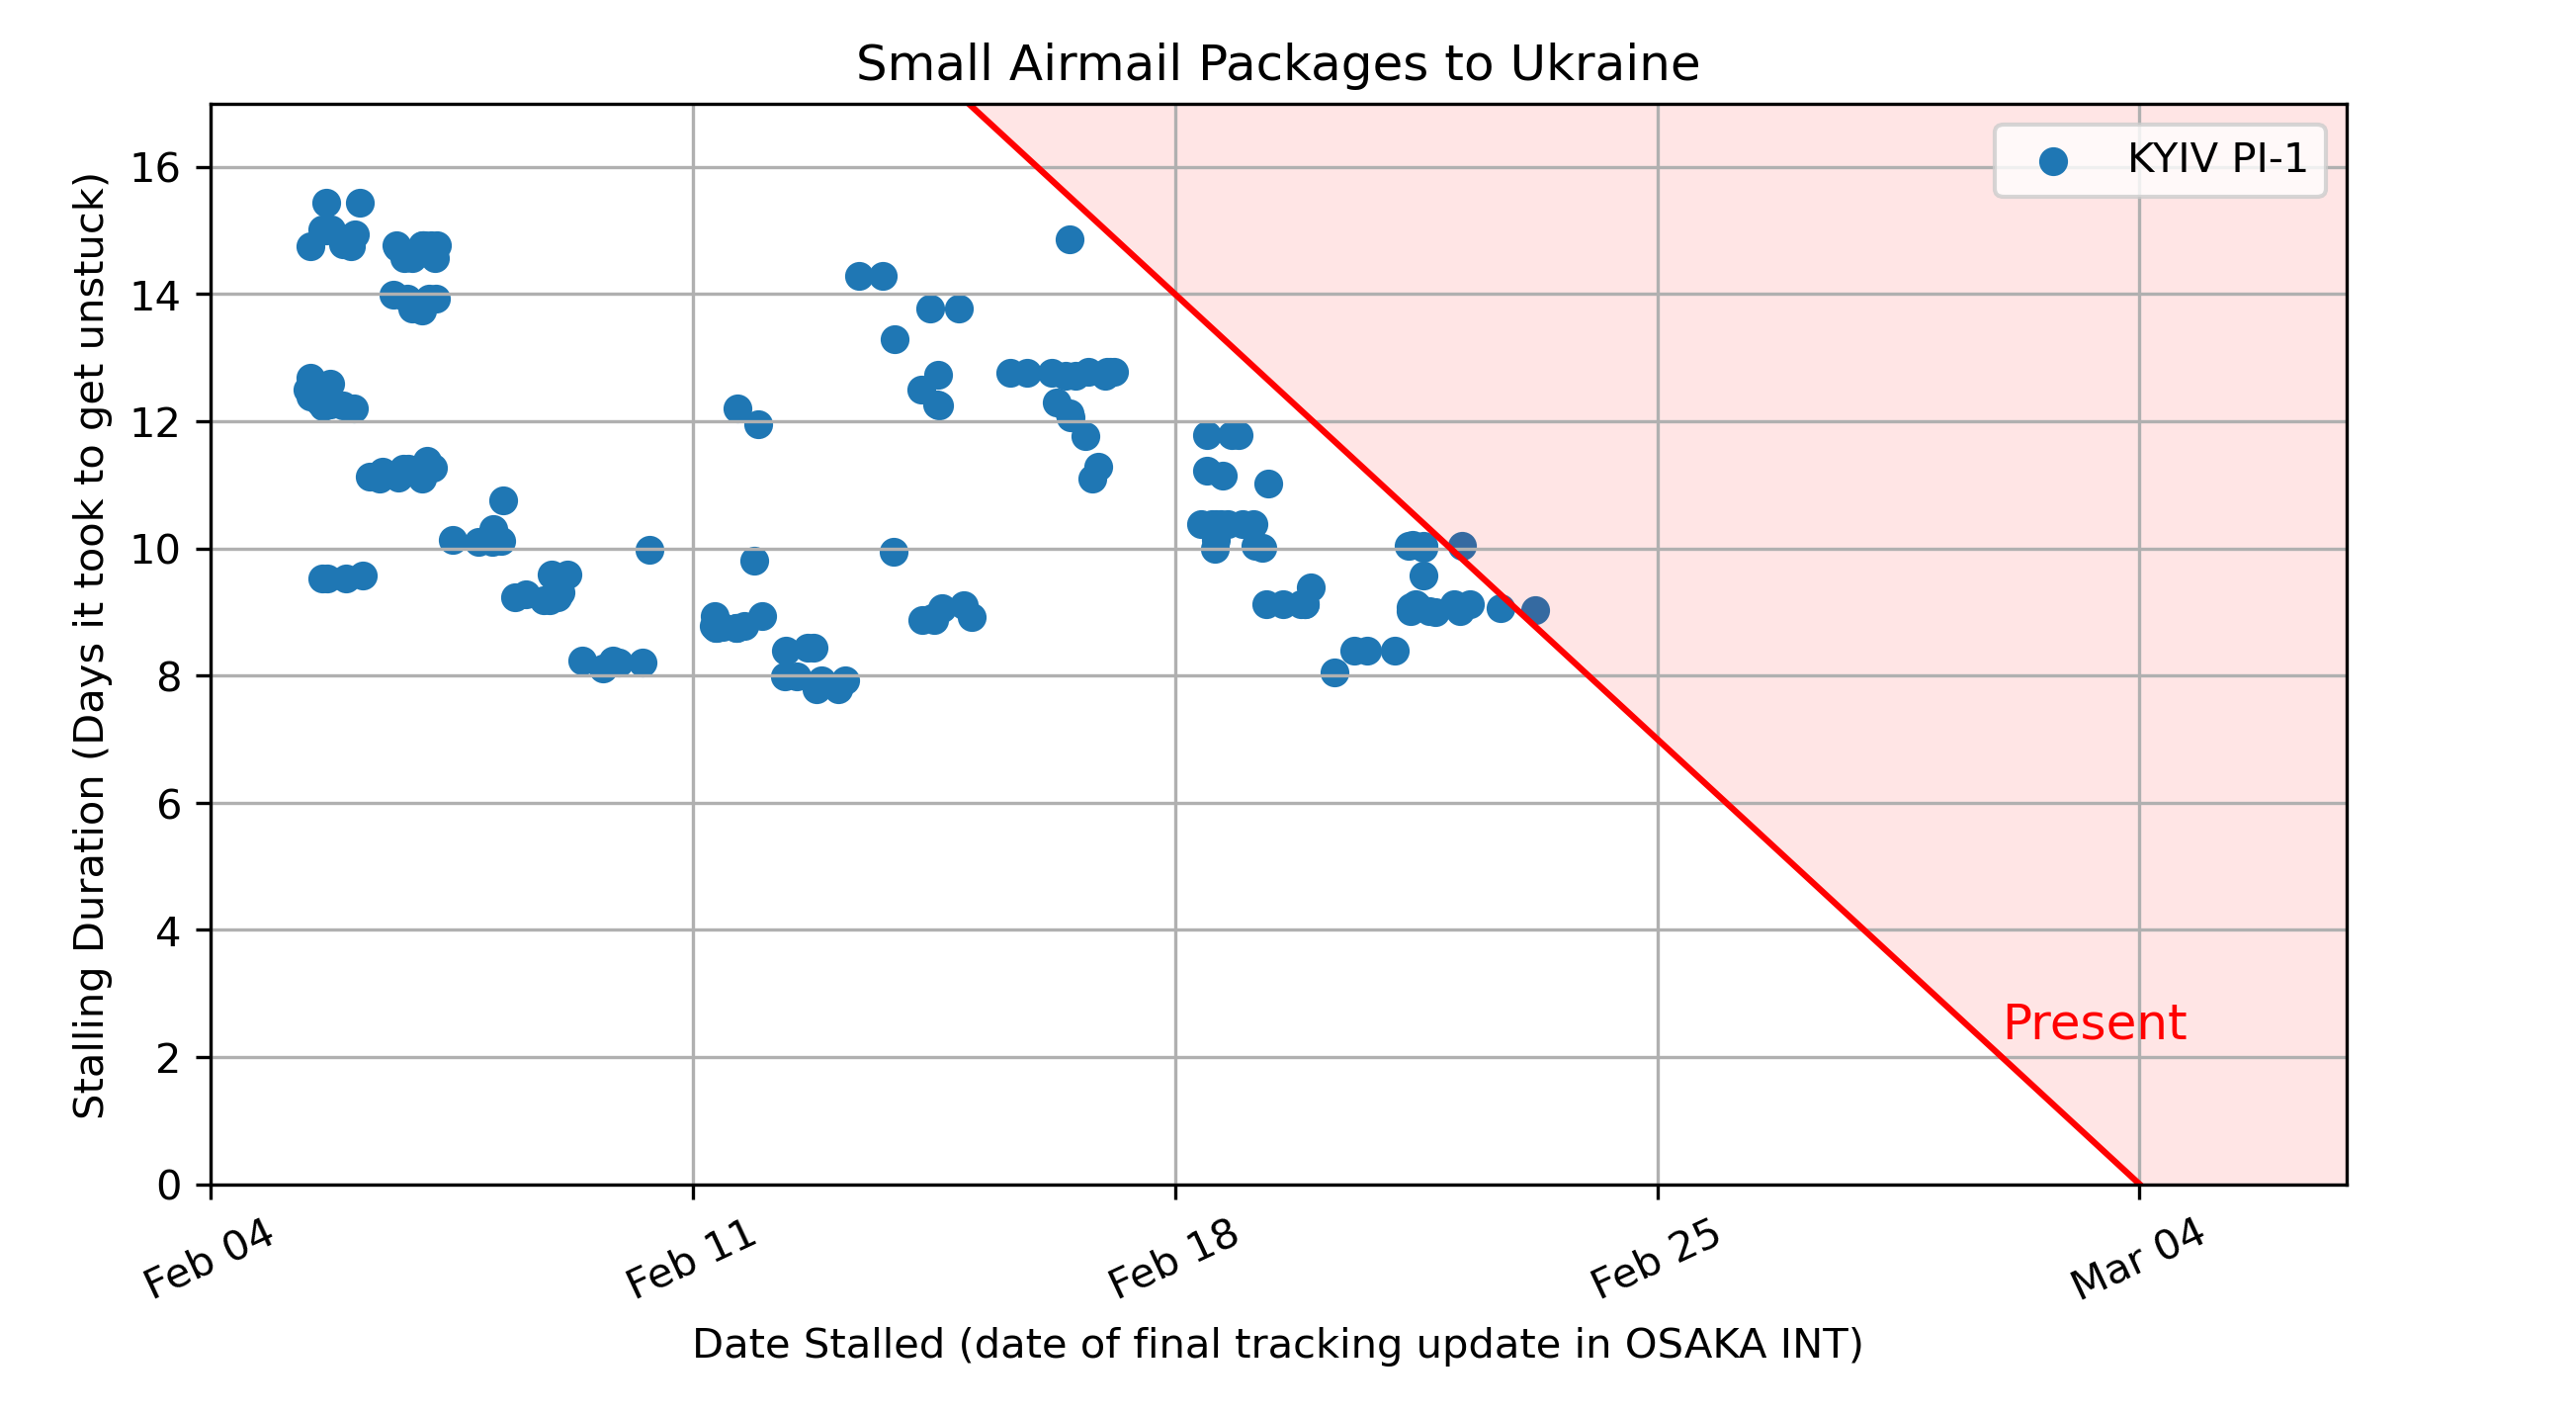 Small Airmail Packages to Ukraine
KYIV PI-1
Stalling Duration (Days it took to get unstuck)
16
14
12
10
8
6
4
2
0
Present
Feb 04
Feb 11
Feb 18
Feb 25
Mar 04
Date Stalled (date of final tracking update in OSAKA INT)